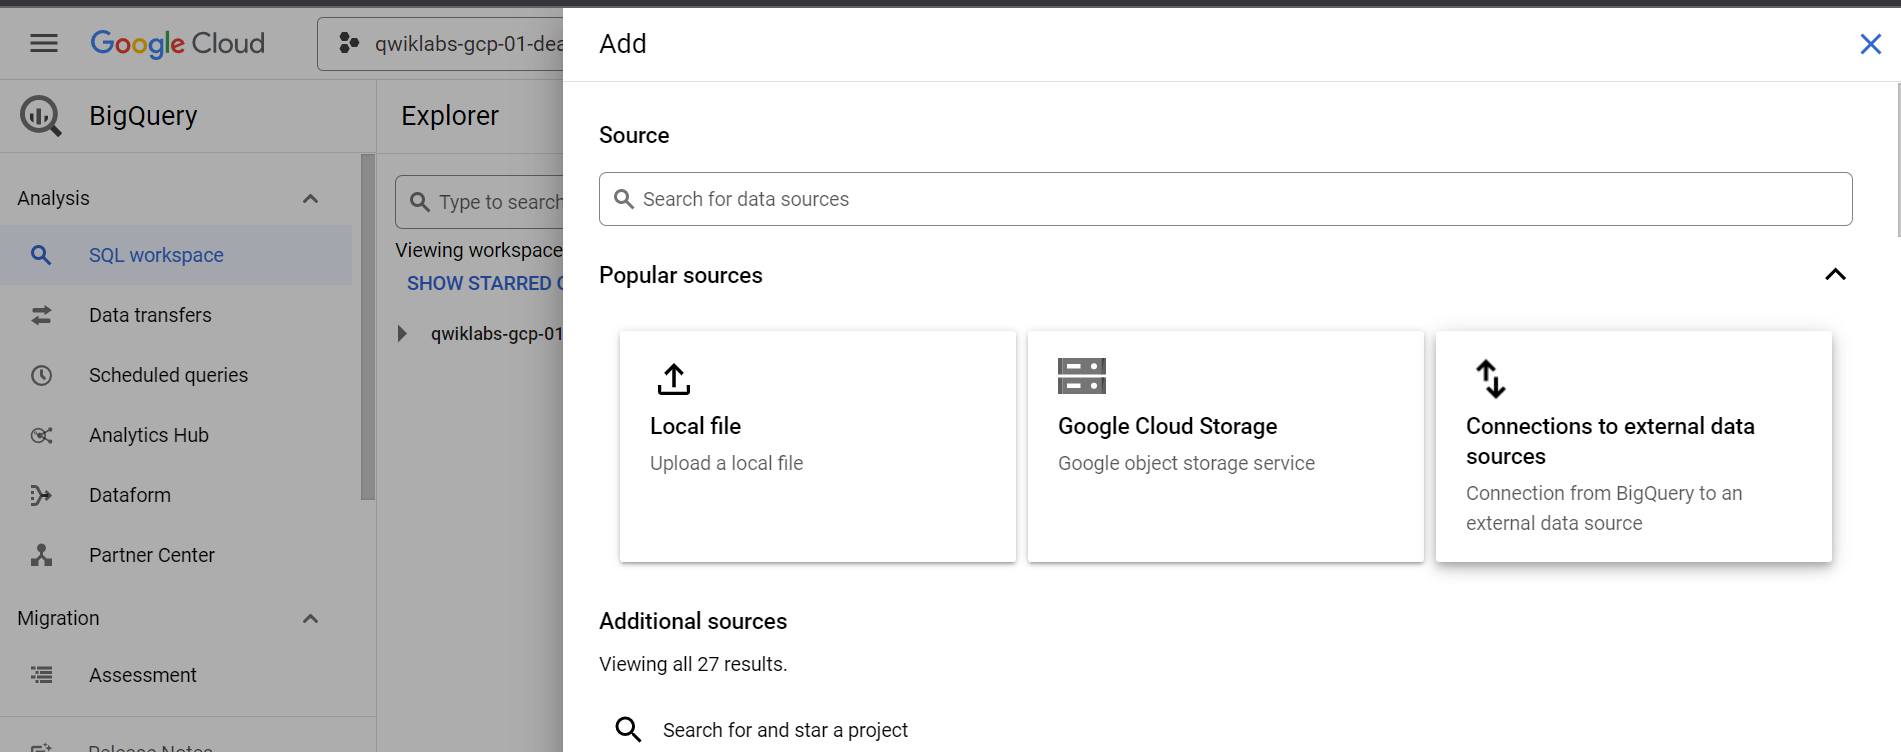 Google Cloud
qwiklabs-gcp-01-dea
Add
BigQuery
Explorer
Source
Analysis
Type to search
Search for data sources
SQL workspace
Viewing workspace
SHOW STARRED
Popular sources
Data transfers
qwiklabs-gcp-01
Scheduled queries
Analytics Hub
Dataform
Partner Center
Local file
Upload a local file
Google Cloud Storage
Google object storage service
Connections to external data
sources
Connection from BigQuery to an
external data source
Migration
Assessment
Release Notes
Additional sources
Viewing all 27 results.
Search for and star a project